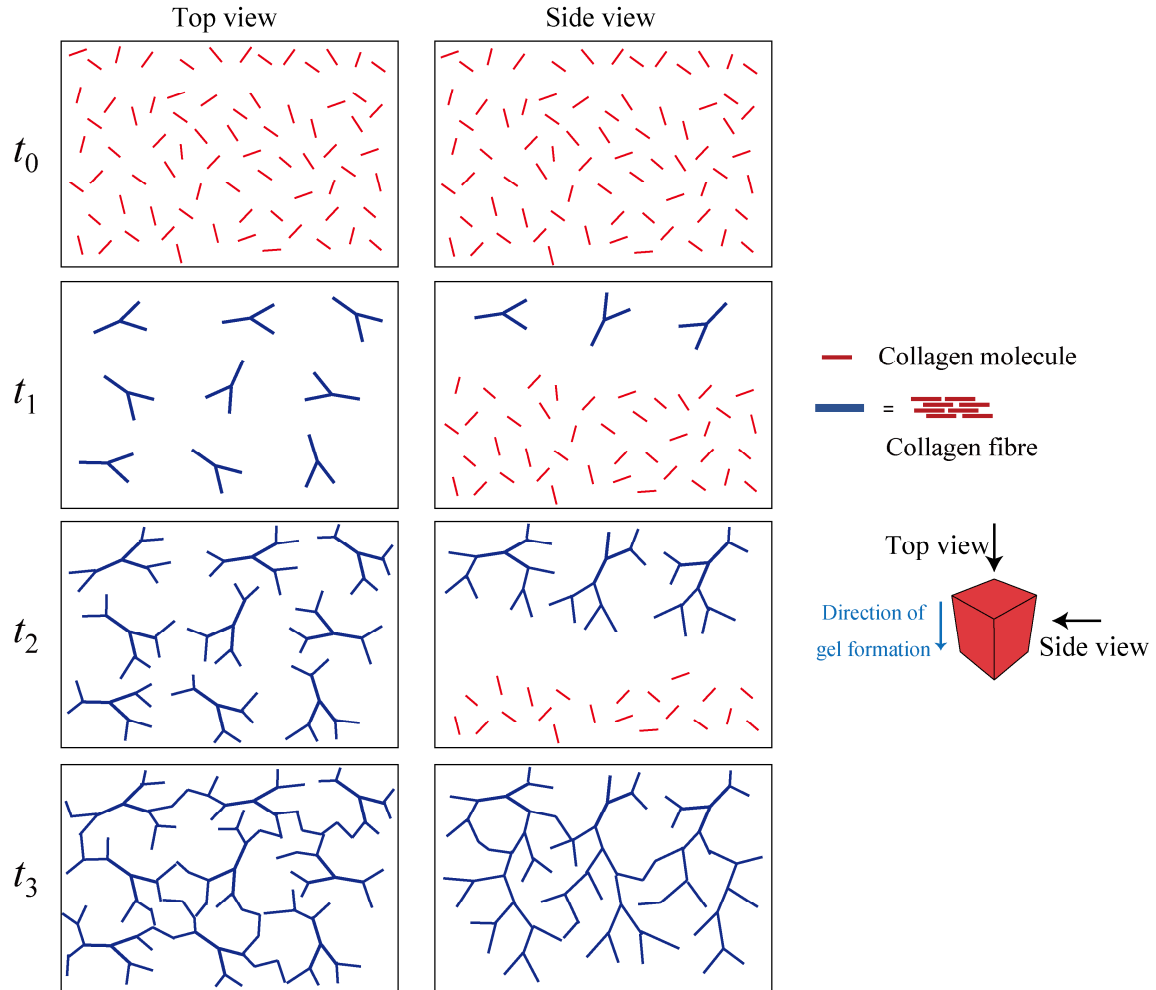 Top view
Side view
t0
t1
t2
t3
Collagen molecule
=
Collagen fibre
Top view
Direction of
gel formation
Side view